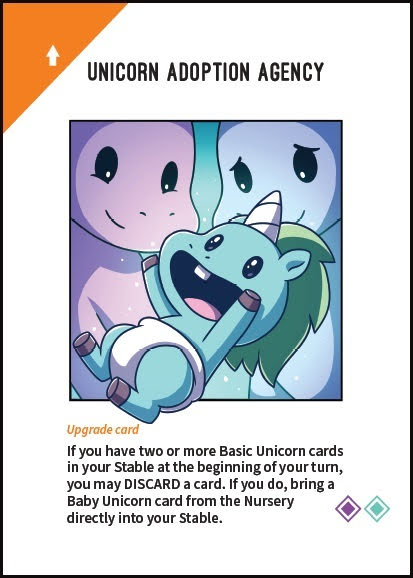 UNICORN ADOPTION AGENCY
Upgrade card
If you have two or more Basic Unicorn cards
in your Stable at the beginning of your turn,
you may DISCARD a card. If you do, bring a
Baby Unicorn card from the Nursery
directly into your Stable.